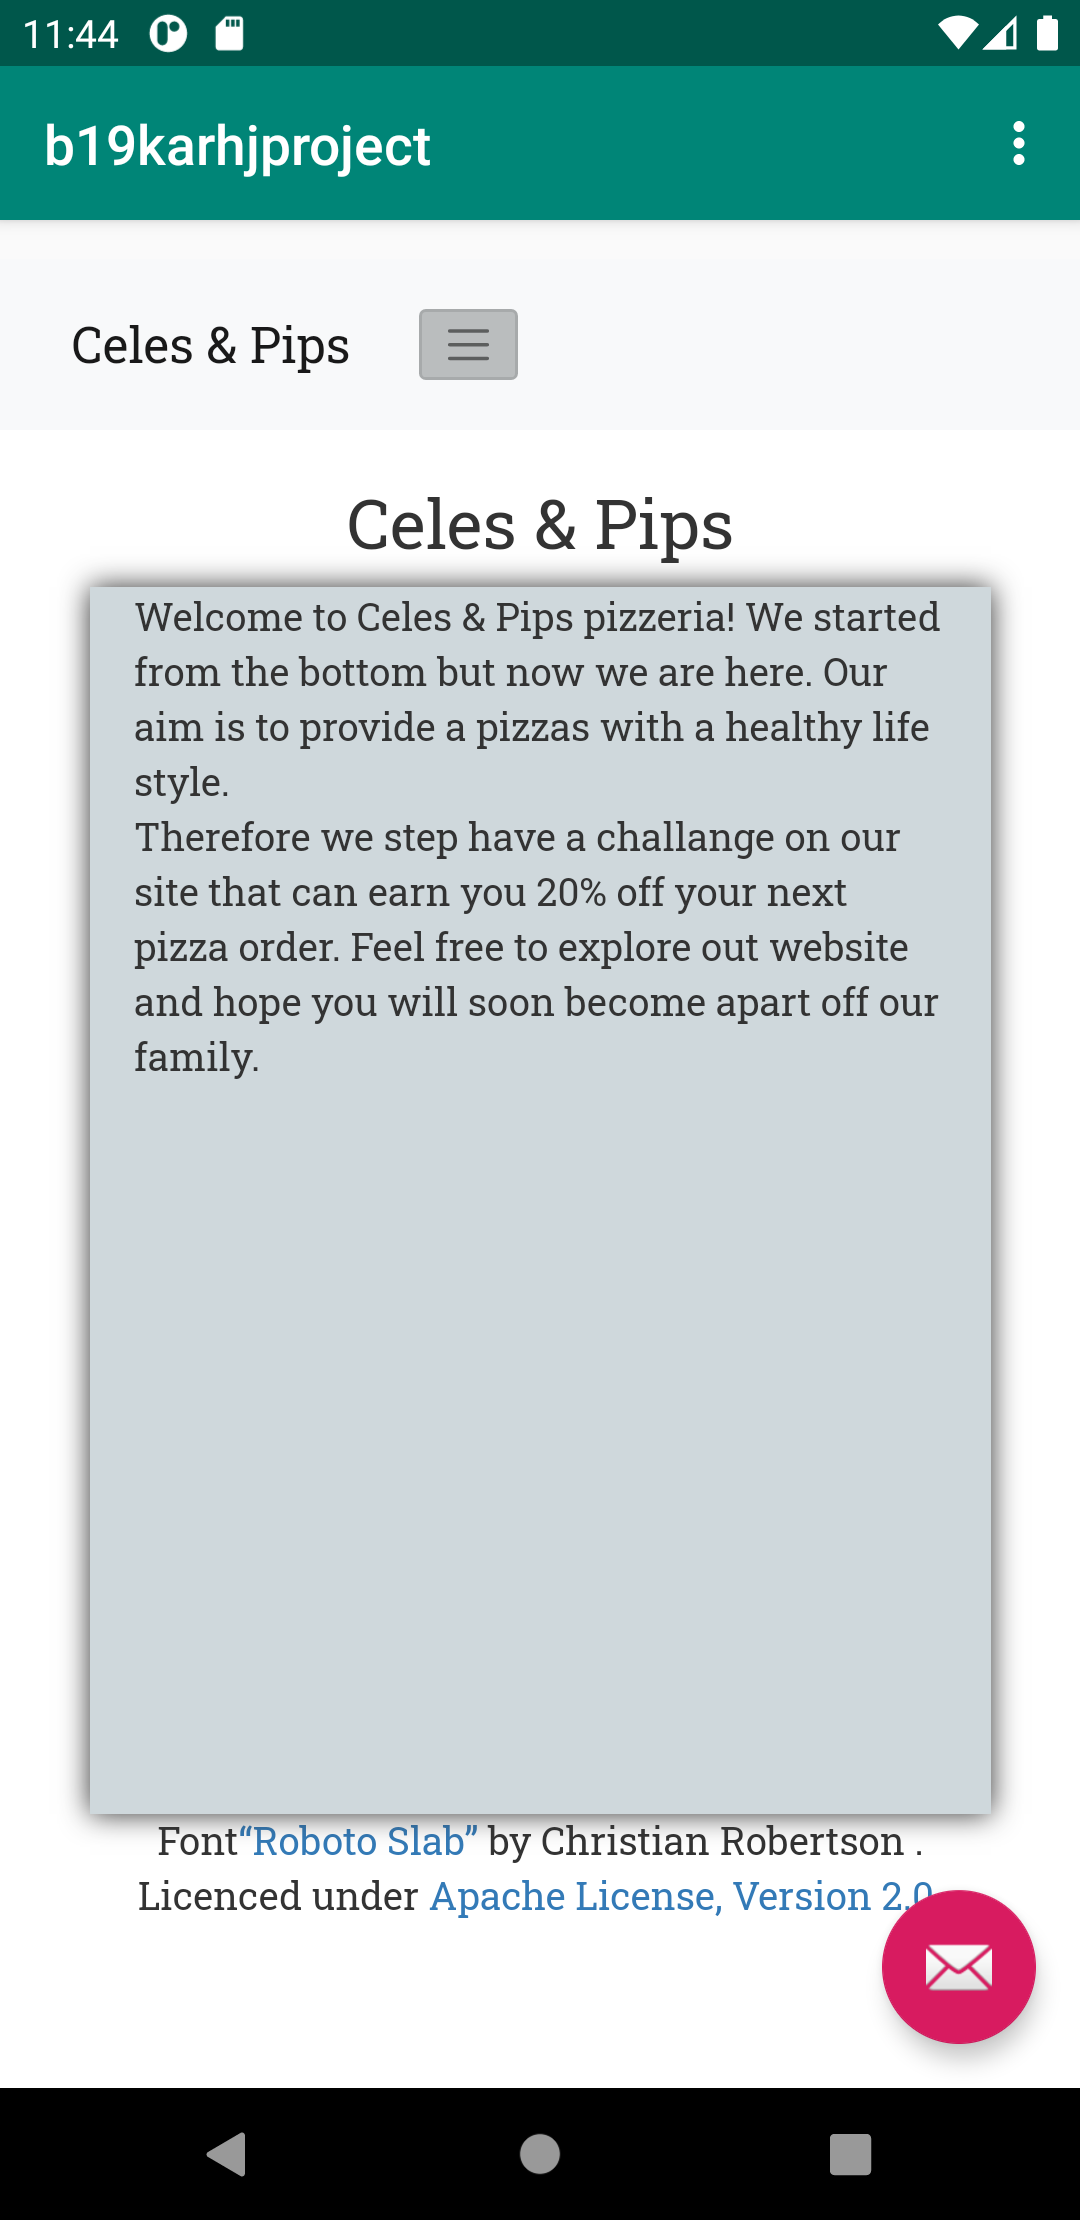 11:44
b19karhjproject
Celes & Pips
Celes & Pips
Welcome to Celes & Pips pizzeria! We started
from the bottom but now we are here. Our
aim is to provide a pizzas with a healthy life
style.
Therefore we step have a challange on our
site that can earn you 20% off your next
pizza order. Feel free to explore out website
and hope you will soon become apart off our
family.
Font“Roboto Slab” by Christian Robertson .
Licenced under Apache License, Version 2.0